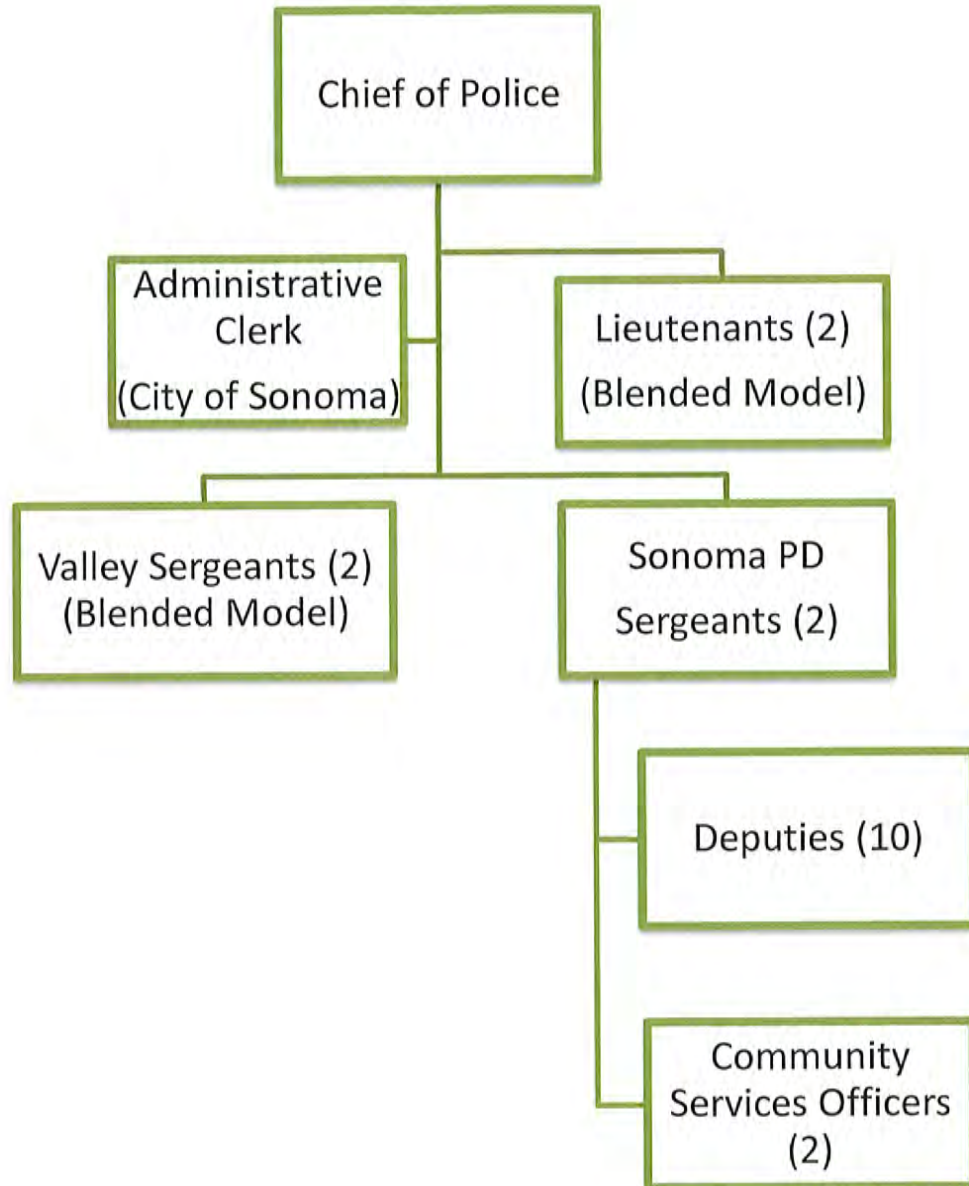 Chief of Police
Administrative
Clerk
(City of Sonoma)
Lieutenants (2)
(Blended Model)
Valley Sergeants (2)
(Blended Model)
Sonoma PD
Sergeants (2)
Deputies (10)
Community
Services Officers
(2)